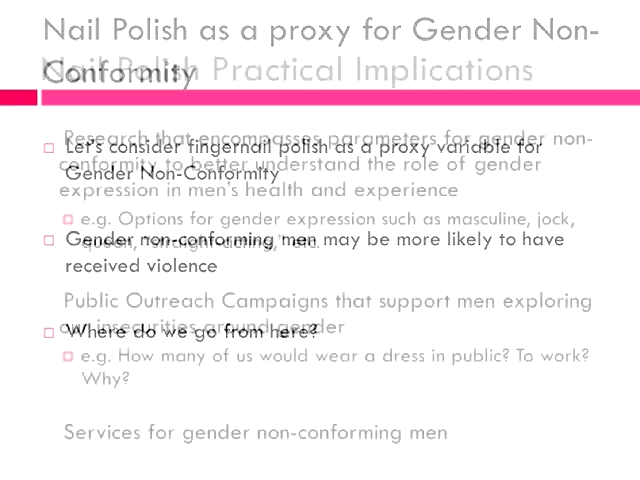 Nail Polish as a proxy for Gender Non-
Conformity
Nail Polish Practical Implications
Let's consider fingernail polish as a proxy variable for
Gender Non-Conformity
Gender non-conforming men may be more likely to have
received violence
Where do we go from here?
Research that encompasses parameters for gender non-
conformity to better understand the role of gender
expression in men's health and experience
e.g. Options for gender expression such as masculine, jock,
etc.
Public Outreach Campaigns that support men exploring
our insecurities around gender
e.g. How many of us would wear a dress in public? To work?
Why?
Services for gender non-conforming men